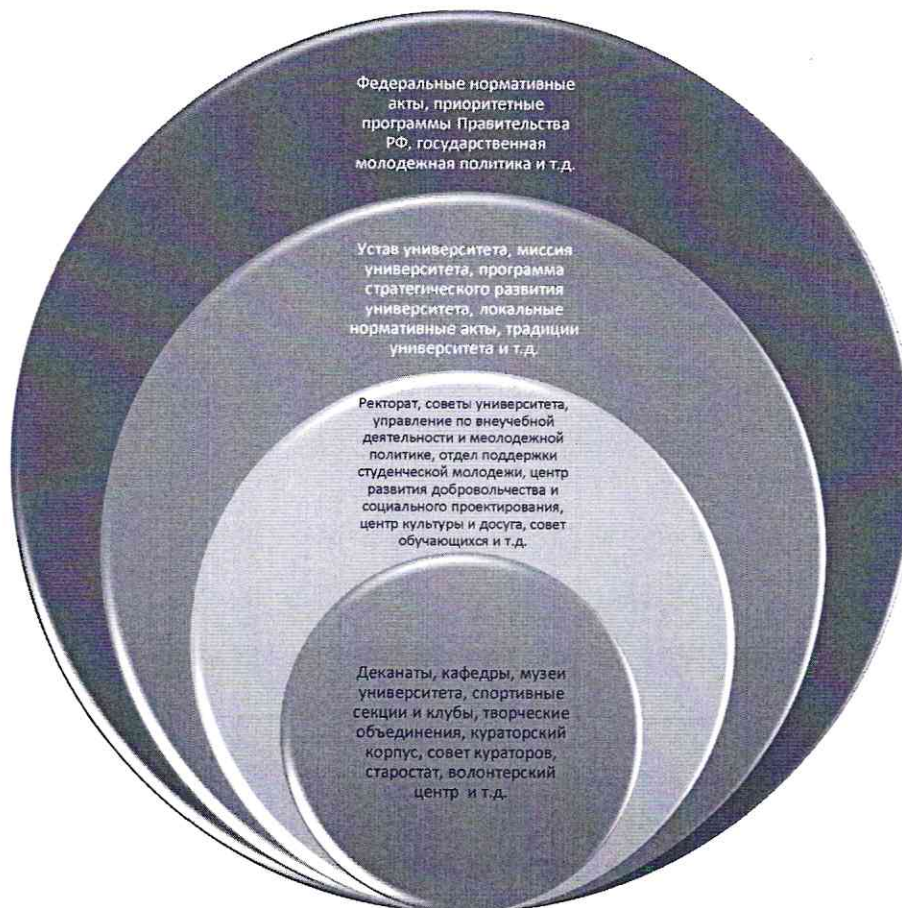 Федеральные нормативные
акты, приоритетные
программы Правительства
РФ, государственная
молодежная политика и т.д.
Устав университета, миссия
университета, программа
стратегического развития
университета, локальные
нормативные акты, традиции
университета и т.д.
Ректорат, советы университета,
управление по внеучебной
деятельности и меолодежной
политике, отдел поддержки
студенческой молодежи, центр
развития добровольчества и
социального проектирования,
центр культуры и досуга, совет
обучающихся и т.д.
Деканаты, кафедры, музеи
университета, спортивные
секции и клубы, творческие
объединения, кураторский
корпус, совет кураторов,
старостат, волонтерский
центр и т.д.